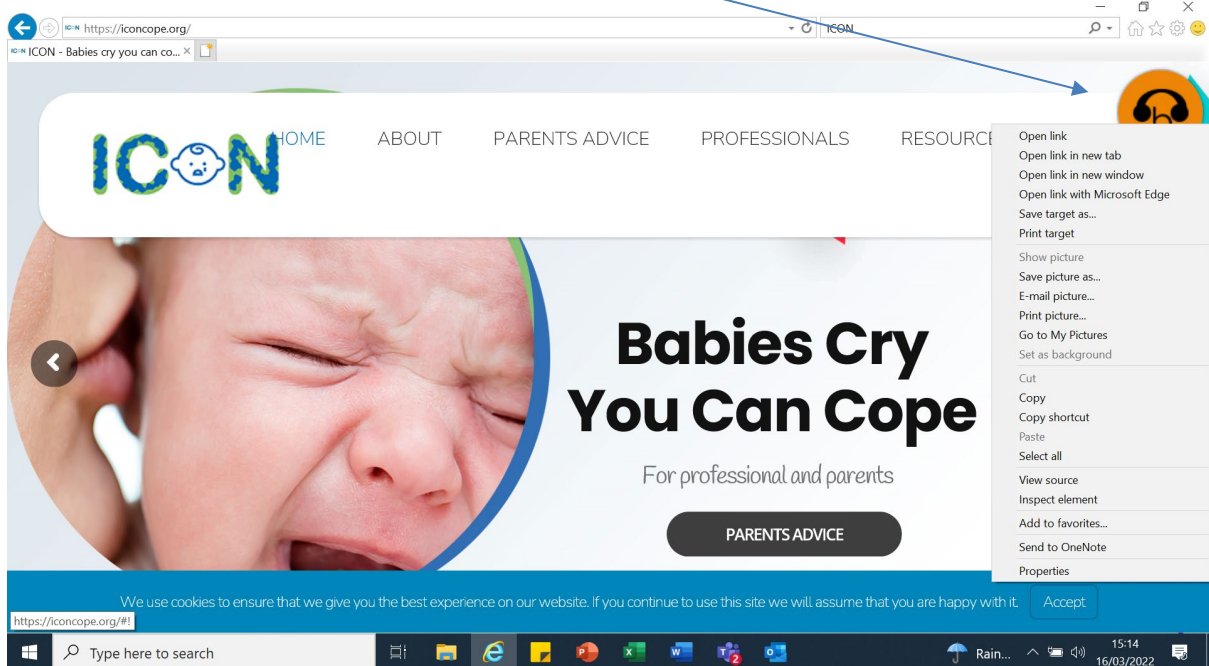 https://iconcope.org/
ICON
ICON - Babies cry you can co...
ICON
HOME ABOUT PARENTS ADVICE PROFESSIONALS
Open link
Open link in new tab
Open link in new window
Open link with Microsoft Edge
Save target as...
Print target
Show picture
Save picture as...
E-mail picture...
Print picture...
Go to My Pictures
Set as background
Cut
Copy
Copy shortcut
Paste
Select all
View source
Inspect element
Add to favorites...
Send to OneNote
Properties
Babies Cry
You Can Cope
For professional and parents
PARENTS ADVICE
We use cookies to ensure that we give you the best experience on our website. If you continue to use this site we will assume that you are happy with it. Accept
https://iconcope.org/#!
Type here to search
Rain...
15:14
16/03/2022